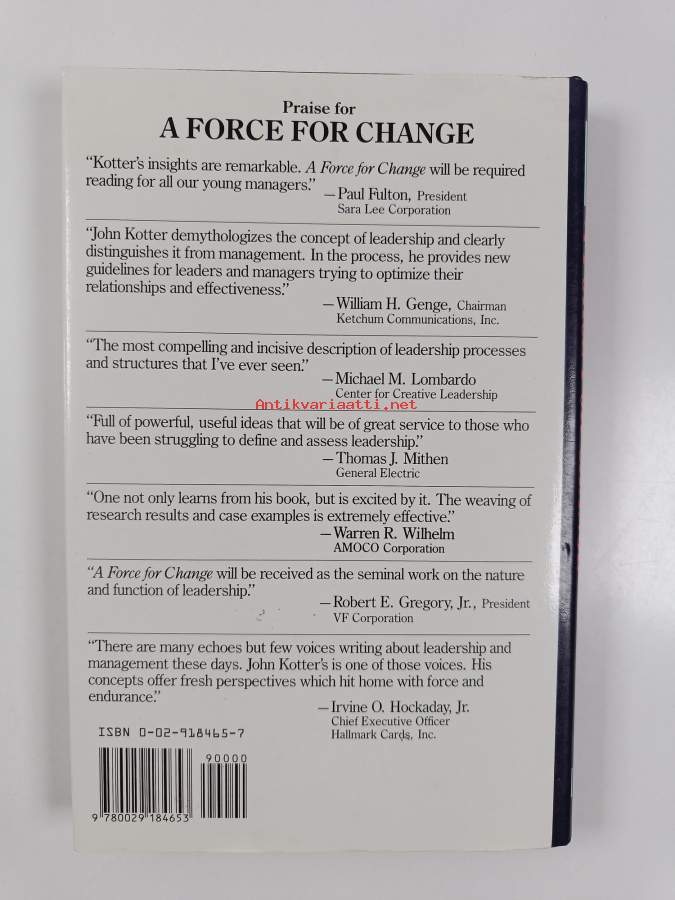 Praise for
A FORCE FOR CHANGE
“Kotter’s insights are remarkable. A Force for Change will be required
reading for all our young managers.”
—Paul Fulton, President
Sara Lee Corporation
“John Kotter demythologizes the concept of leadership and clearly
distinguishes it from management. In the process, he provides new
guidelines for leaders and managers trying to optimize their
relationships and effectiveness.”
—William H. Genge, Chairman
Ketchum Communications, Inc.
“The most compelling and incisive description of leadership processes
and structures that I’ve ever seen.”
—Michael M. Lombardo
Center for Creative Leadership
Antikvariaatti.net
“Full of powerful, useful ideas that will be of great service to those who
have been struggling to define and assess leadership.”
—Thomas J. Mithen
General Electric
“One not only learns from his book, but is excited by it. The weaving of
research results and case examples is extremely effective.”
—Warren R. Wilhelm
AMOCO Corporation
“A Force for Change will be received as the seminal work on the nature
and function of leadership.”
—Robert E. Gregory, Jr., President
VF Corporation
“There are many echoes but few voices writing about leadership and
management these days. John Kotter’s is one of those voices. His
concepts offer fresh perspectives which hit home with force and
endurance.”
—Irvine O. Hockaday, Jr.
Chief Executive Officer
Hallmark Cards, Inc.
ISBN 0-02-918465-7
90000
9 780029 184653